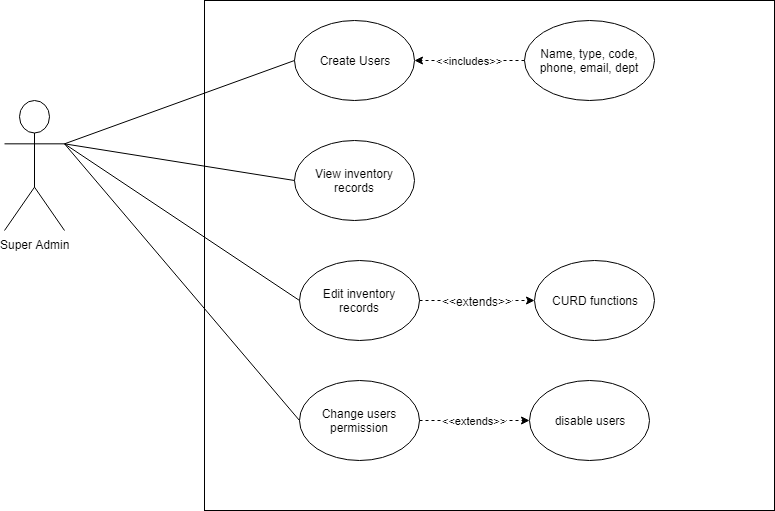 Create Users
<<includes>>
Name, type, code,
phone, email, dept
View inventory
records
Super Admin
Edit inventory
records
<<extends>>
CURD functions
Change users
permission
<<extends>>
disable users